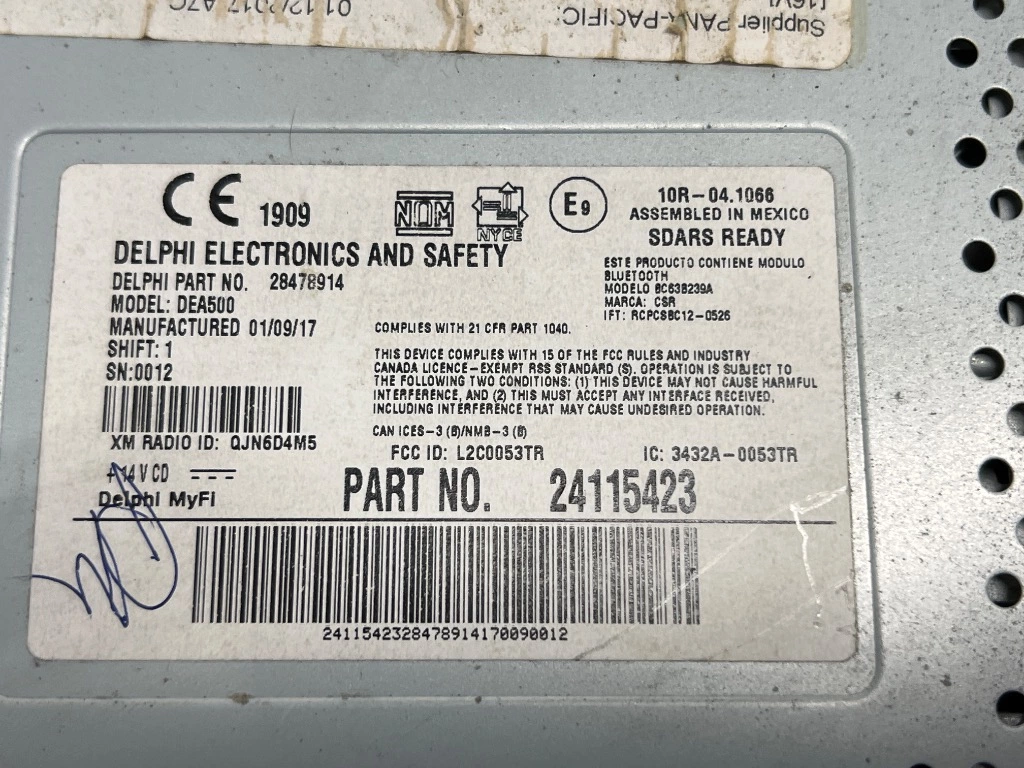 Supplier PAN
-PACIFIC:
CE 1909
NOM
NYCE
E9
10R-04.1066
ASSEMBLED IN MEXICO
SDARS READY
DELPHI ELECTRONICS AND SAFETY
DELPHI PART NO. 28478914
MODEL: DEA500
MANUFACTURED 01/09/17
SHIFT: 1
SN:0012
ESTE PRODUCTO CONTIENE MODULO
BLUETOOTH
MODELO BC63B239A
MARCA: CSR
IFT: RCPCSBC12-0526
COMPLIES WITH 21 CFR PART 1040.
THIS DEVICE COMPLIES WITH 15 OF THE FCC RULES AND INDUSTRY
CANADA LICENCE-EXEMPT RSS STANDARD (S). OPERATION IS SUBJECT TO
THE FOLLOWING TWO CONDITIONS: (1) THIS DEVICE MAY NOT CAUSE HARMFUL
INTERFERENCE, AND (2) THIS MUST ACCEPT ANY INTERFACE RECEIVED,
INCLUDING INTERFERENCE THAT MAY CAUSE UNDESIRED OPERATION.
CAN ICES-3 (B)/NMB-3 (B)
XM RADIO ID: QJN6D4M5
FCC ID: L2C0053TR
IC: 3432A-0053TR
+14 V CD
Delphi MyFi
PART NO. 24115423
2411542328478914170090012